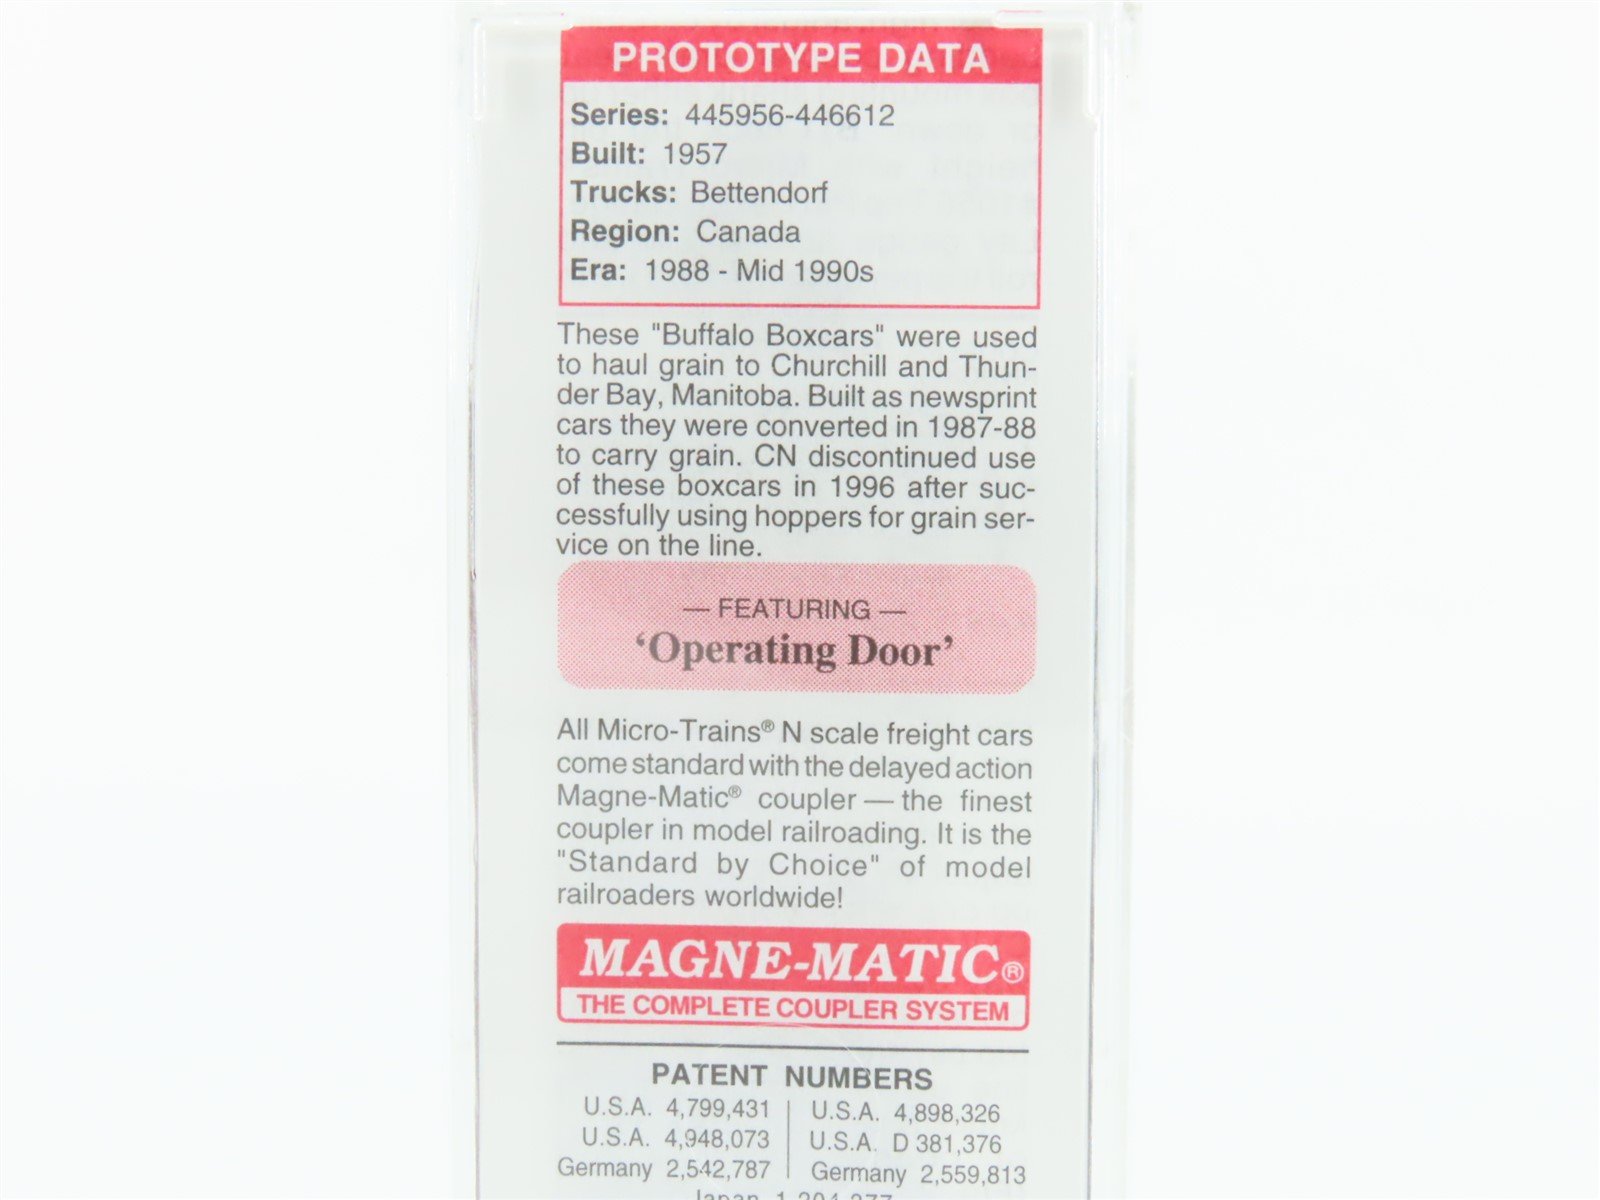 PROTOTYPE DATA
Series: 445956-446612
Built: 1957
Trucks: Bettendorf
Region: Canada
Era: 1988 - Mid 1990s
These "Buffalo Boxcars" were used
to haul grain to Churchill and Thun-
der Bay, Manitoba. Built as newsprint
cars they were converted in 1987-88
to carry grain. CN discontinued use
of these boxcars in 1996 after suc-
cessfully using hoppers for grain ser-
vice on the line.
— FEATURING —
‘Operating Door’
All Micro-Trains® N scale freight cars
come standard with the delayed action
Magne-Matic® coupler — the finest
coupler in model railroading. It is the
"Standard by Choice" of model
railroaders worldwide!
MAGNE-MATIC®
THE COMPLETE COUPLER SYSTEM
PATENT NUMBERS
U.S.A. 4,799,431 | U.S.A. 4,898,326
U.S.A. 4,948,073 | U.S.A. D 381,376
Germany 2,542,787 | Germany 2,559,813
Japan